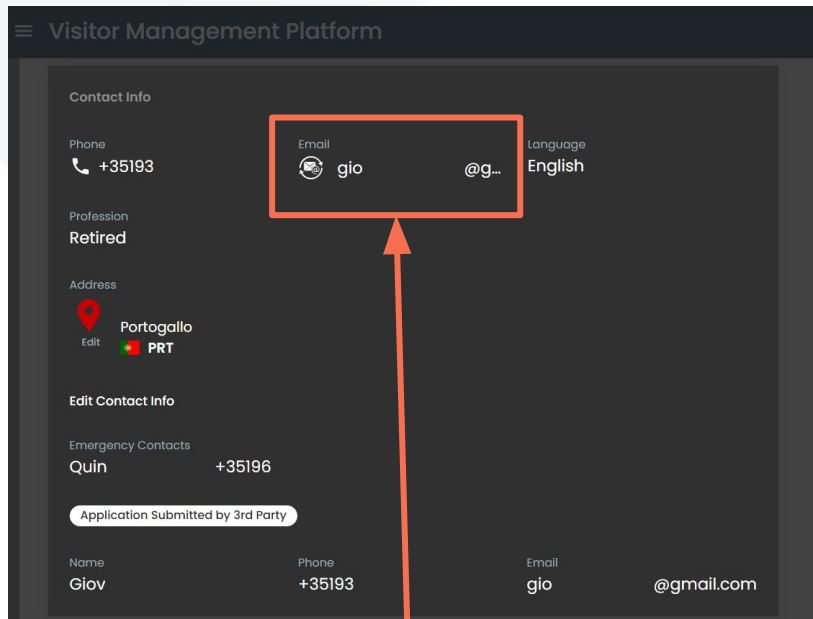 Visitor Management Platform
Contact Info
Phone
+35193
Email
gio @g...
Language
English
Profession
Retired
Address
Edit
Portogallo
PRT
Edit Contact Info
Emergency Contacts
Quin +35196
Application Submitted by 3rd Party
Name
Giov
Phone
+35193
Email
gio @gmail.com